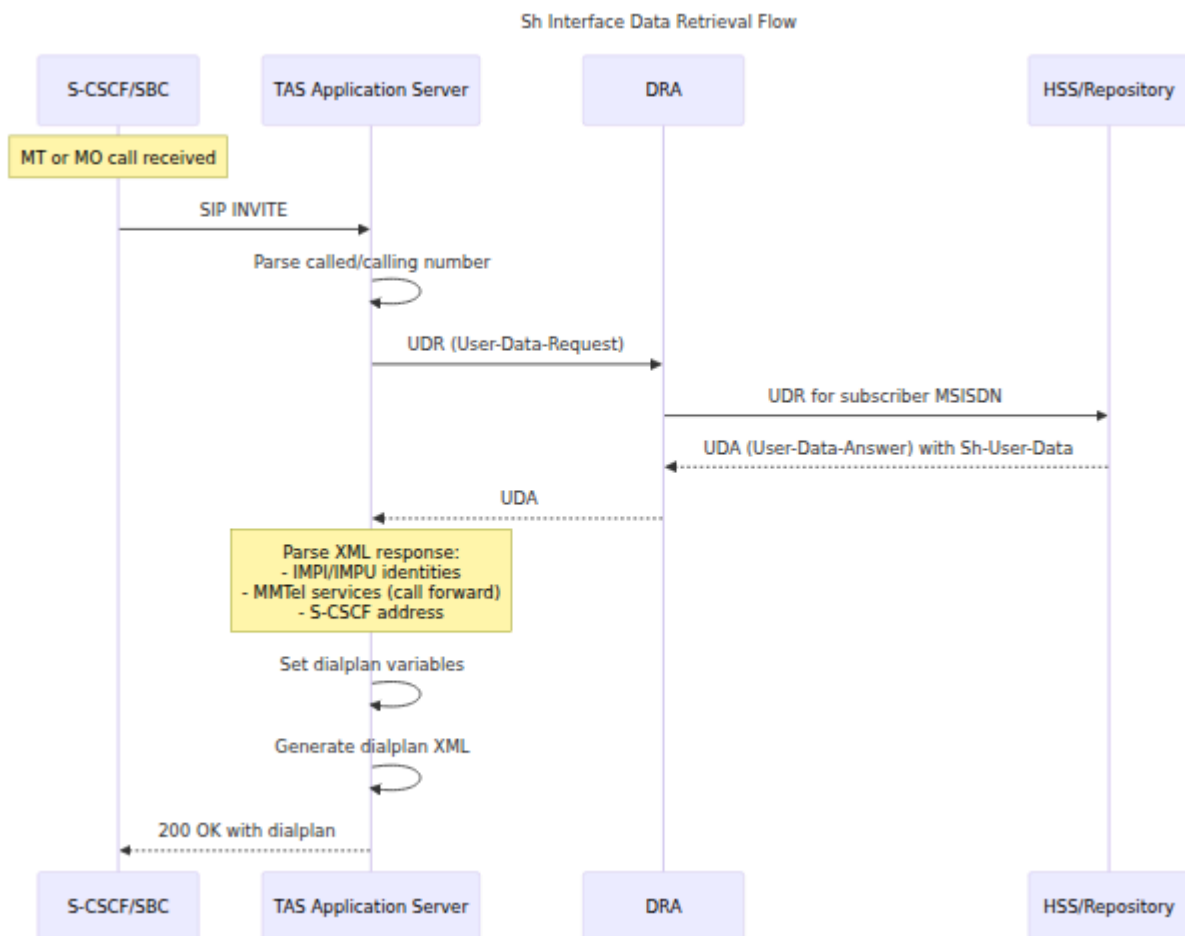 Sh Interface Data Retrieval Flow
S-CSCF/SBC
TAS Application Server
DRA
HSS/Repository
MT or MO call received
SIP INVITE
Parse called/calling number
UDR (User-Data-Request)
UDR for subscriber MSISDN
UDA (User-Data-Answer) with Sh-User-Data
UDA
Parse XML response:
- IMPI/IMPU identities
- MMTel services (call forward)
- S-CSCF address
Set dialplan variables
Generate dialplan XML
200 OK with dialplan
S-CSCF/SBC
TAS Application Server
DRA
HSS/Repository